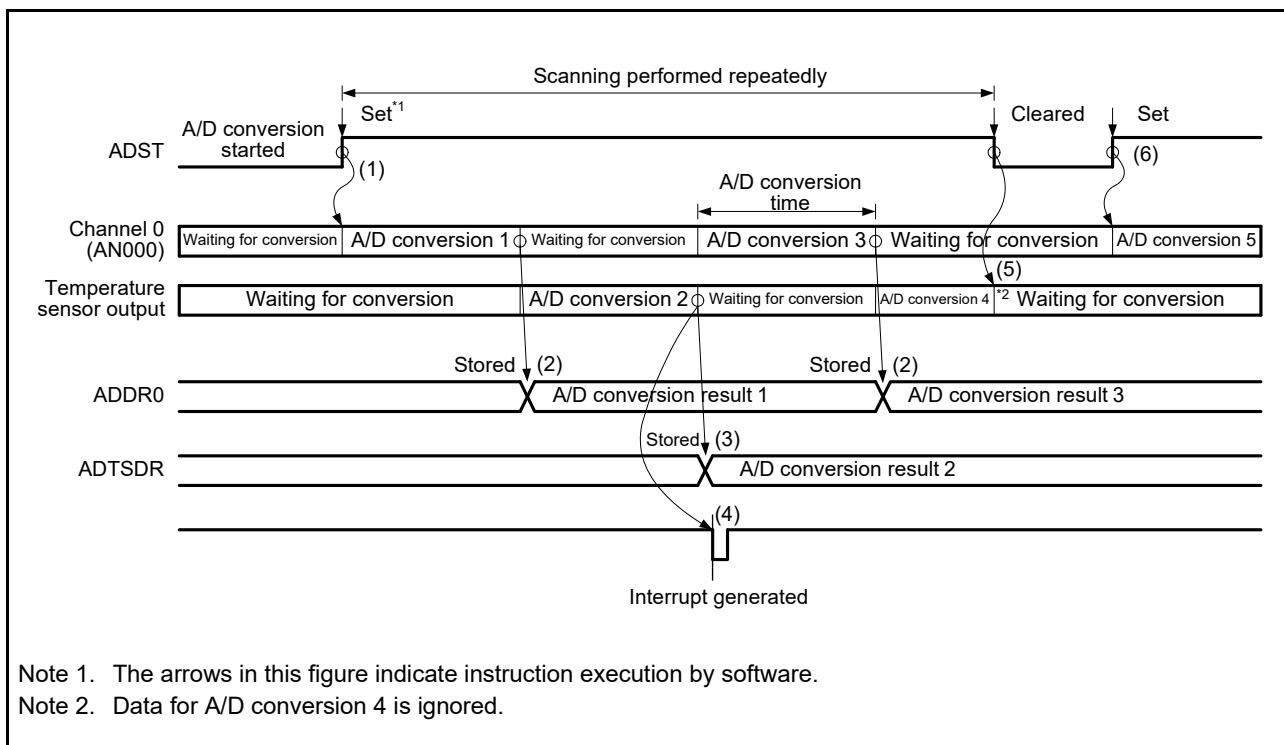 Scanning performed repeatedly
Set*1
Cleared
Set
A/D conversion
started
ADST
(1)
(6)
A/D conversion
time
Channel 0
(AN000)
Waiting for conversion
A/D conversion 1
Waiting for conversion
A/D conversion 3
Waiting for conversion
A/D conversion 5
(5)
Temperature
sensor output
Waiting for conversion
A/D conversion 2
Waiting for conversion
A/D conversion 4
*2
Waiting for conversion
Stored (2)
Stored (2)
ADDR0
A/D conversion result 1
A/D conversion result 3
Stored (3)
ADTSDR
A/D conversion result 2
(4)
Interrupt generated
Note 1. The arrows in this figure indicate instruction execution by software.
Note 2. Data for A/D conversion 4 is ignored.